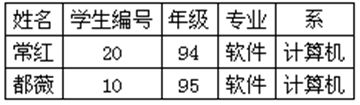 姓名 学生编号 年级 专业 系
常红 20 94 软件 计算机
都薇 10 95 软件 计算机